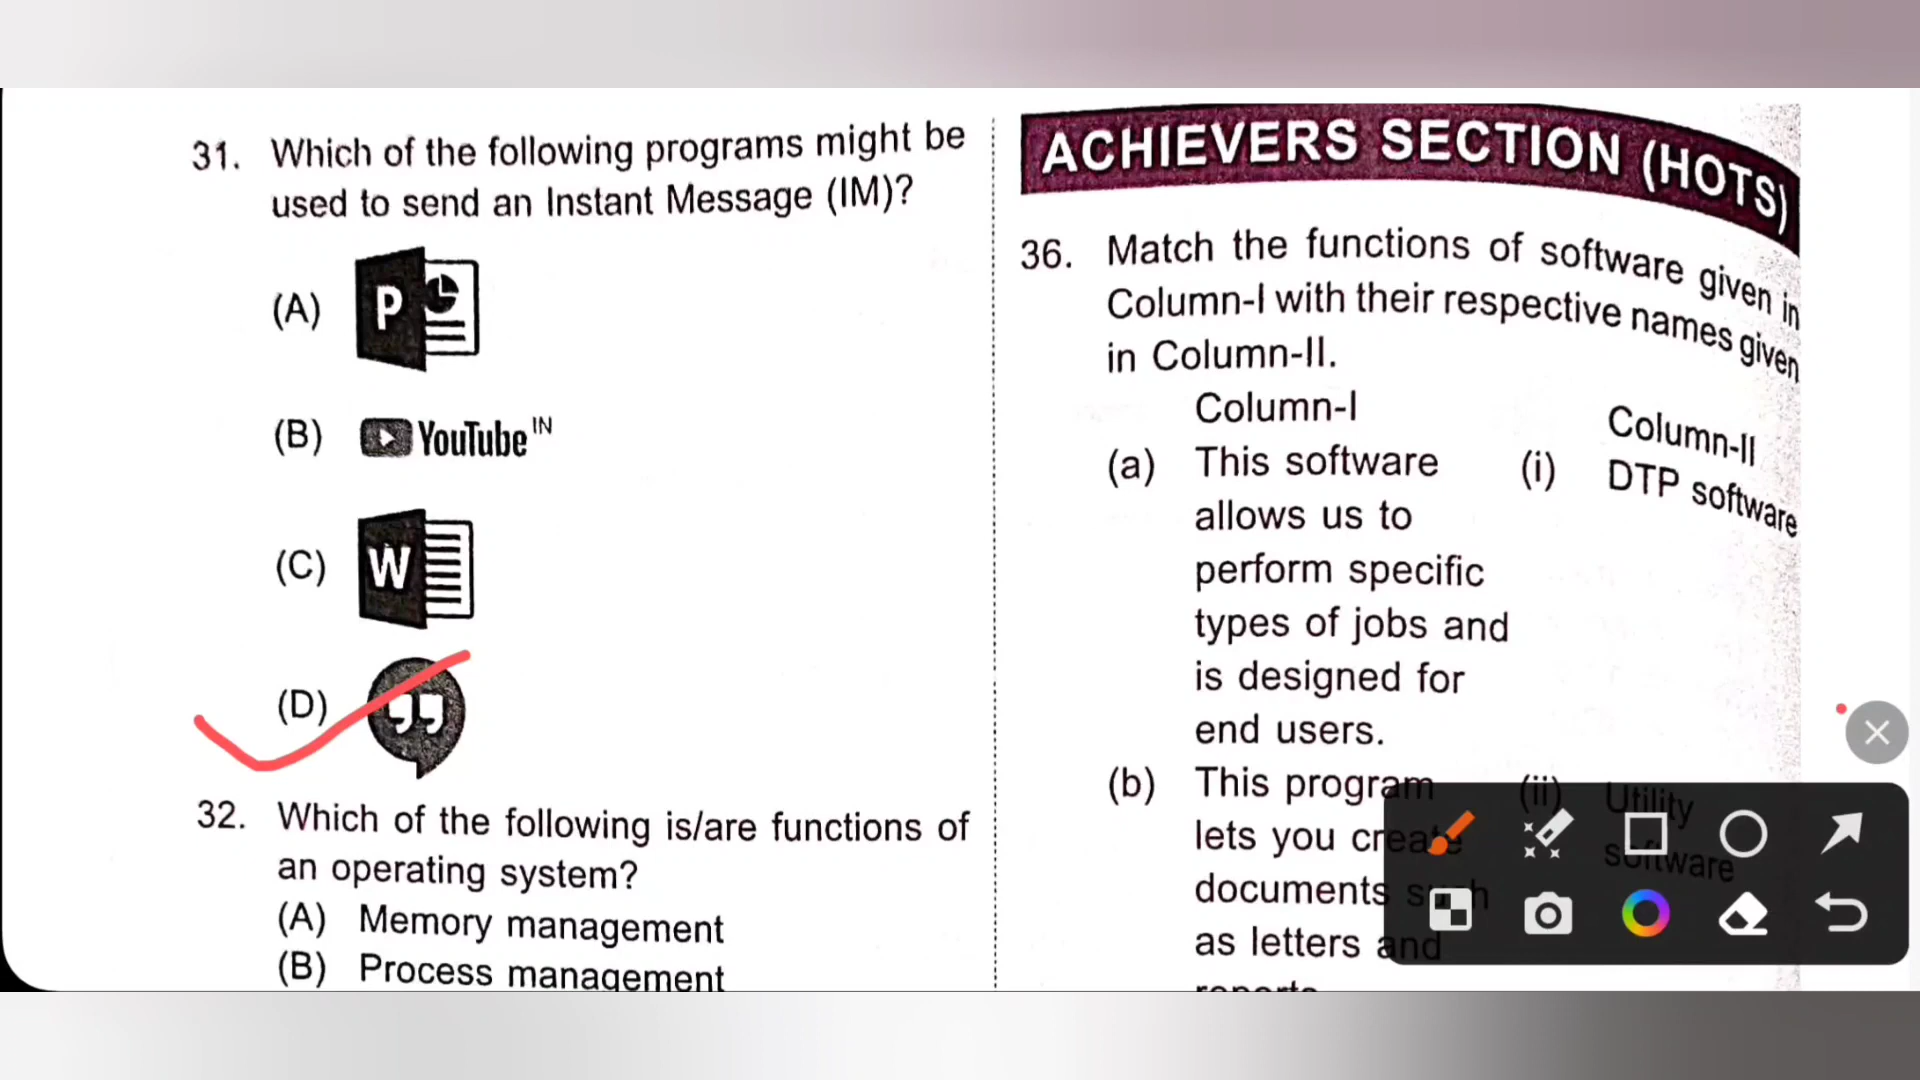 31. Which of the following programs might be
used to send an Instant Message (IM)?
(A) P
(B) YouTube IN
(C) W
(D)
32. Which of the following is/are functions of
an operating system?
(A) Memory management
(B) Process management
ACHIEVERS SECTION (HOTS)
36. Match the functions of software given in
Column-I with their respective names given
in Column-II.
Column-I Column-II
(a) This software (i) DTP software
allows us to
perform specific
types of jobs and
is designed for
end users.
(b) This program (ii) Utility
lets you create software
documents such
as letters and
reports